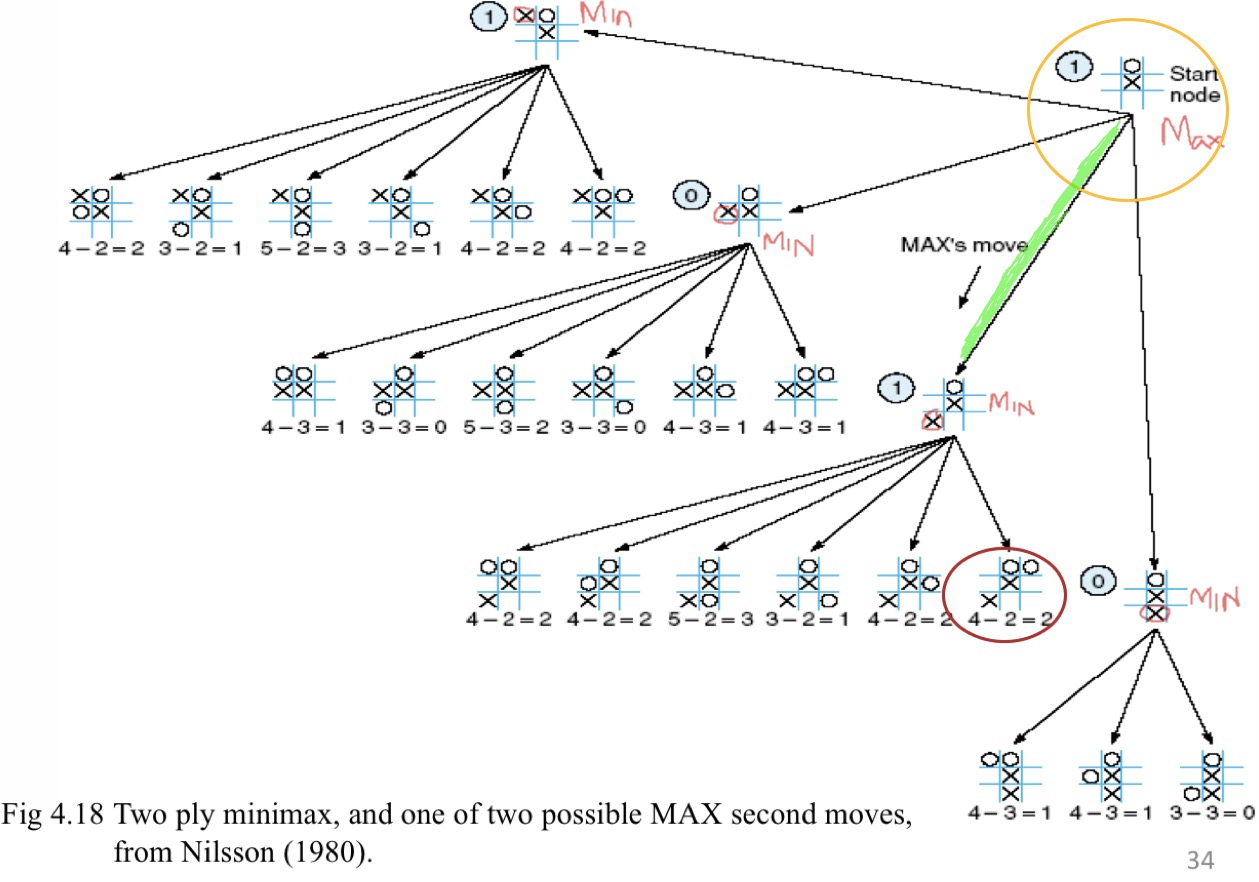 1
Min
1
Start
node
Max
4 – 2 = 2 3 – 2 = 1 5 – 2 = 3 3 – 2 = 1 4 – 2 = 2 4 – 2 = 2
0
MIN
MAX's move
4 – 3 = 1 3 – 3 = 0 5 – 3 = 2 3 – 3 = 0 4 – 3 = 1 4 – 3 = 1
1
MIN
4 – 2 = 2 4 – 2 = 2 5 – 2 = 3 3 – 2 = 1 4 – 2 = 2 4 – 2 = 2
0
MIN
4 – 3 = 1 4 – 3 = 1 3 – 3 = 0
Fig 4.18 Two ply minimax, and one of two possible MAX second moves,
from Nilsson (1980).
34